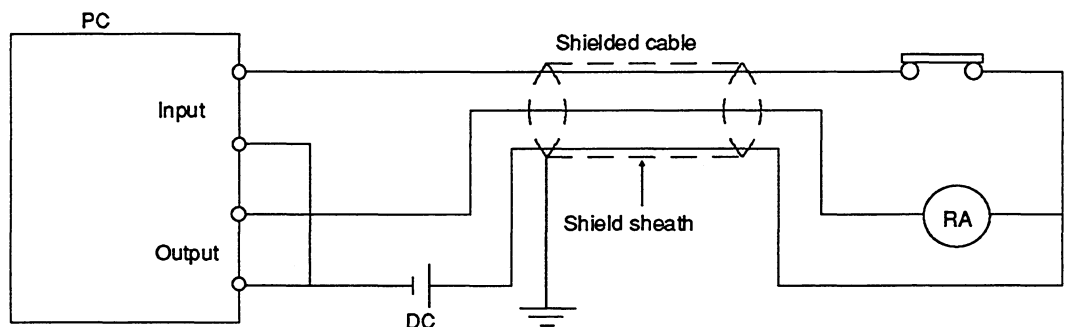 PC
Shielded cable
Input
RA
Shield sheath
Output
DC